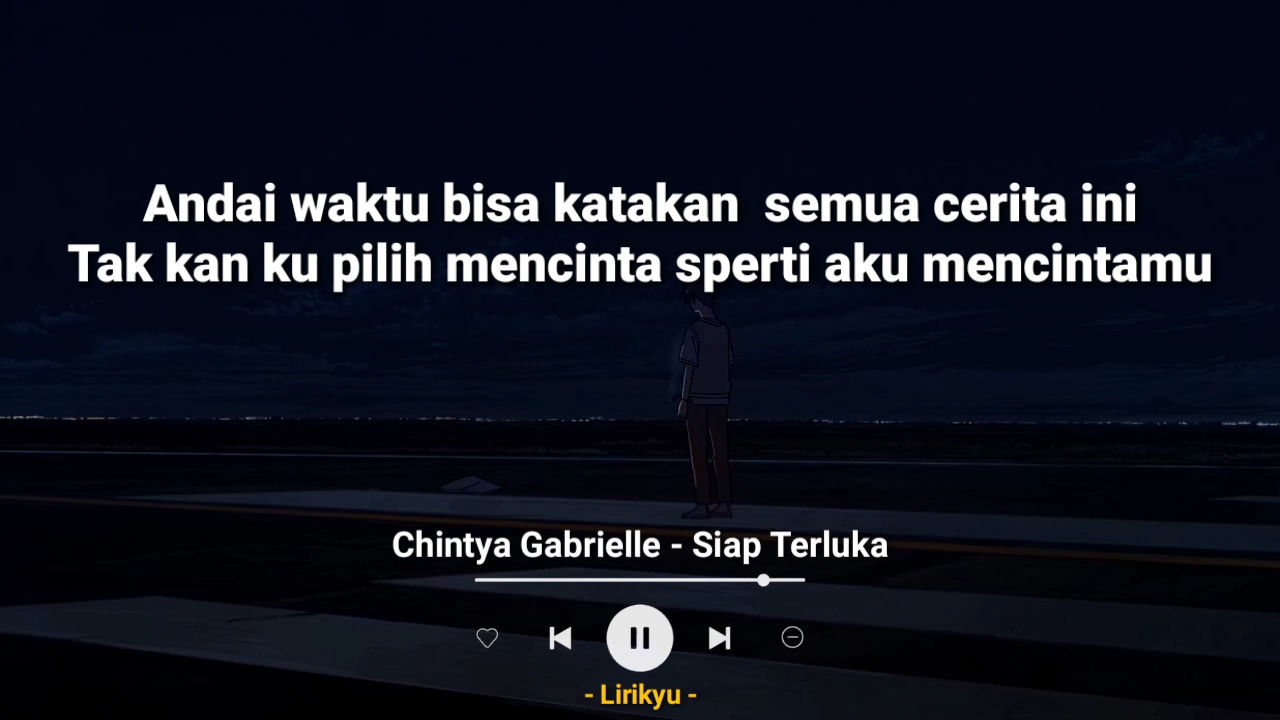 Andai waktu bisa katakan  semua cerita ini
Tak kan ku pilih mencinta sperti aku mencintamu
Chintya Gabrielle - Siap Terluka
- Lirikyu -